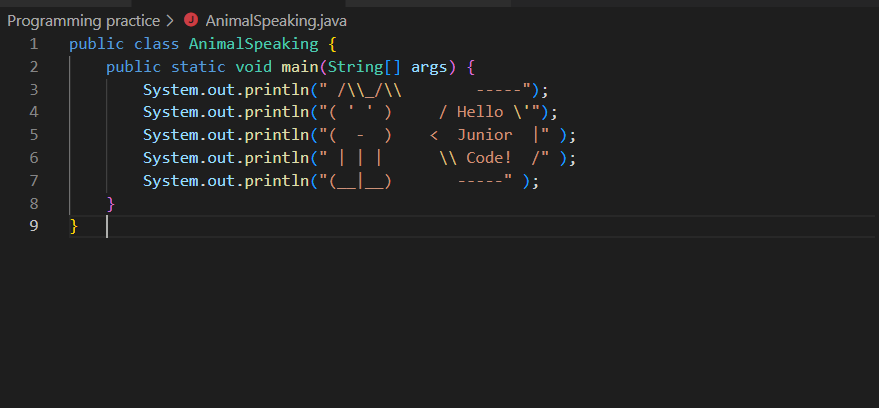 Programming practice > AnimalSpeaking.java
1 public class AnimalSpeaking {
2     public static void main(String[] args) {
3         System.out.println(" /\\_/\\        -----");
4         System.out.println("( ' ' )     / Hello \'");
5         System.out.println("(  -  )    <  Junior  |" );
6         System.out.println(" | | |      \\ Code!  /" );
7         System.out.println("(__|__)       -----" );
8     }
9 }